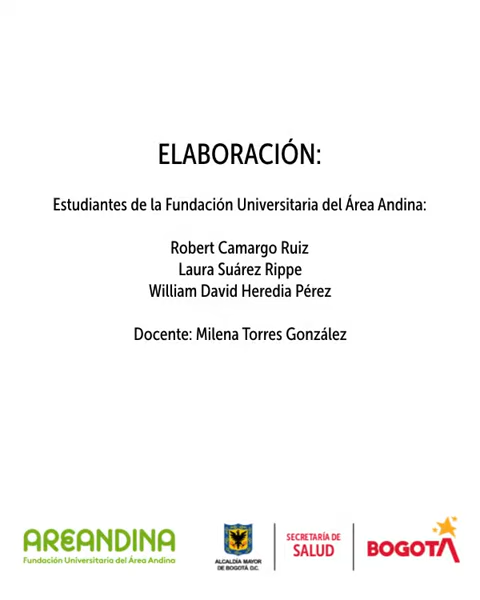 ELABORACIÓN:
Estudiantes de la Fundación Universitaria del Área Andina:
Robert Camargo Ruiz
Laura Suárez Rippe
William David Heredia Pérez
Docente: Milena Torres González
AREANDINA
Fundación Universitaria del Área Andina
ALCALDÍA MAYOR
DE BOGOTÁ D.C.
SECRETARÍA DE
SALUD
BOGOTÁ